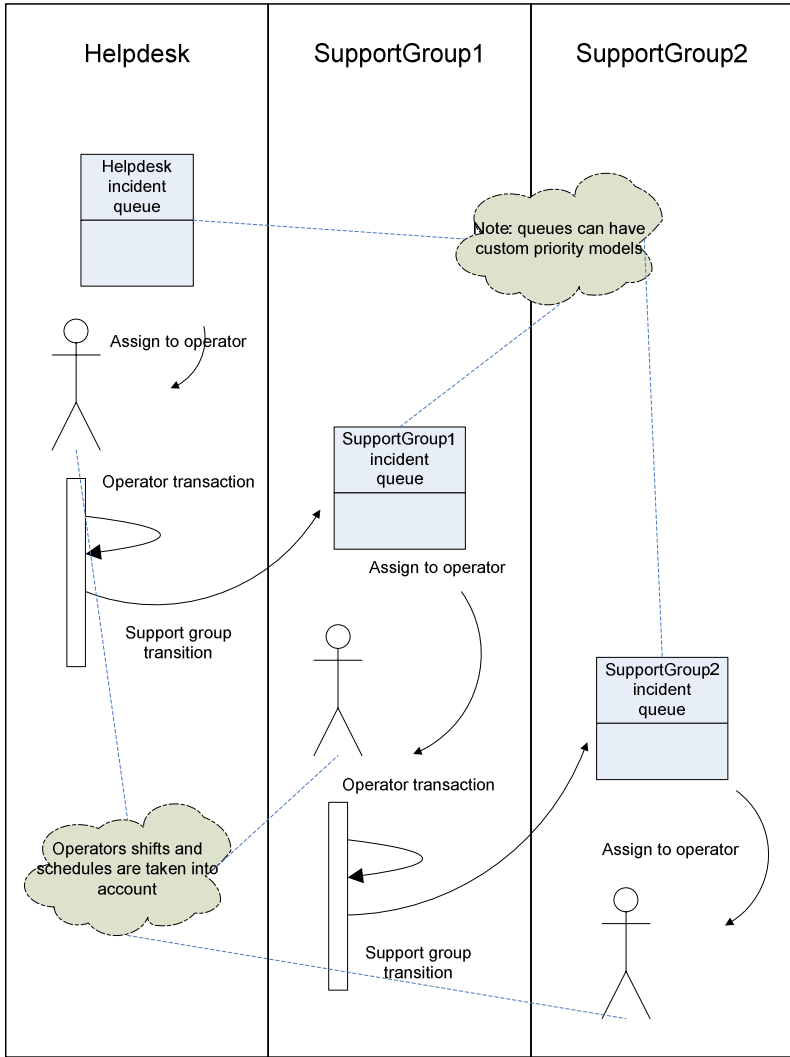 Helpdesk
SupportGroup1
SupportGroup2
Helpdesk
incident
queue
Note: queues can have
custom priority models
Assign to operator
SupportGroup1
incident
queue
Operator transaction
Assign to operator
Support group
transition
SupportGroup2
incident
queue
Operator transaction
Operators shifts and
schedules are taken into
account
Assign to operator
Support group
transition